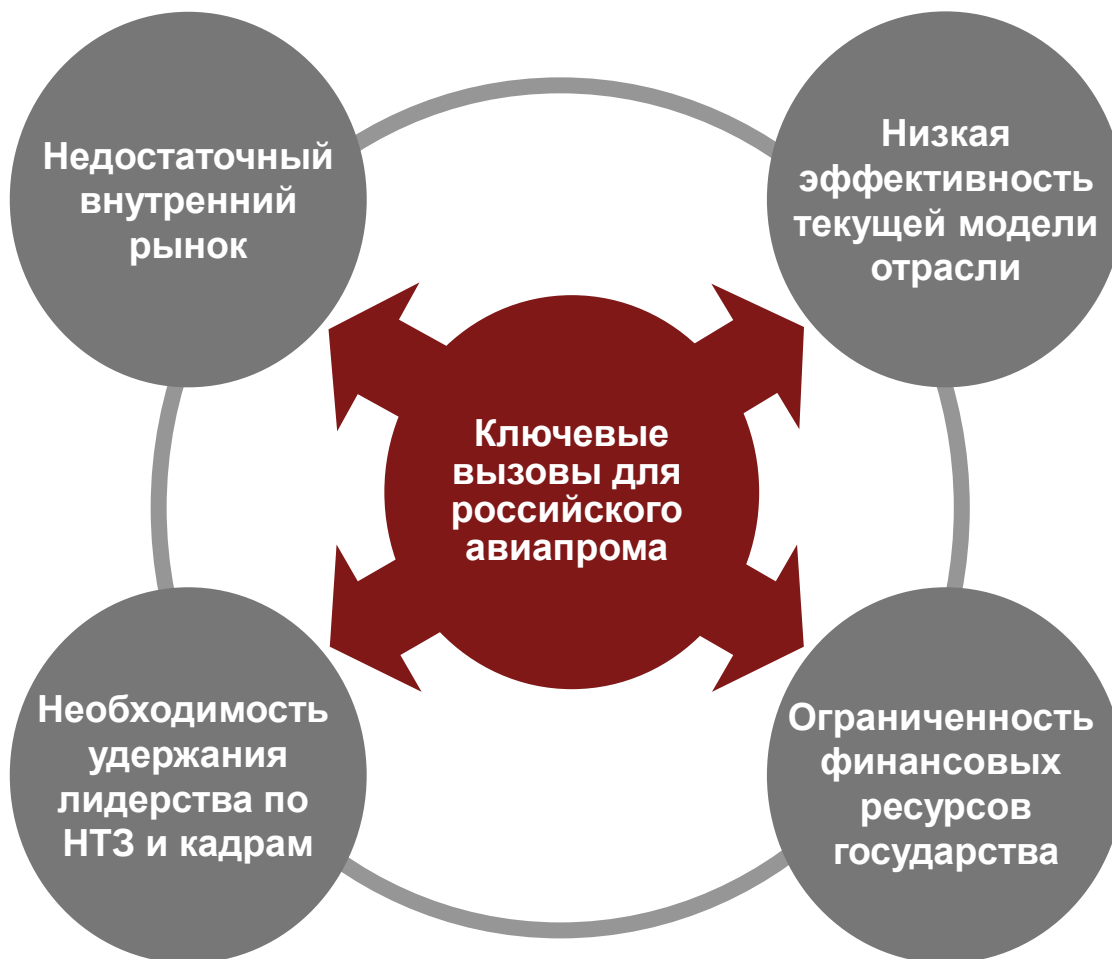 Недостаточный
внутренний
рынок
Низкая
эффективность
текущей модели
отрасли
Ключевые
вызовы для
российского
авиапрома
Необходимость
удержания
лидерства по
НТЗ и кадрам
Ограниченность
финансовых
ресурсов
государства